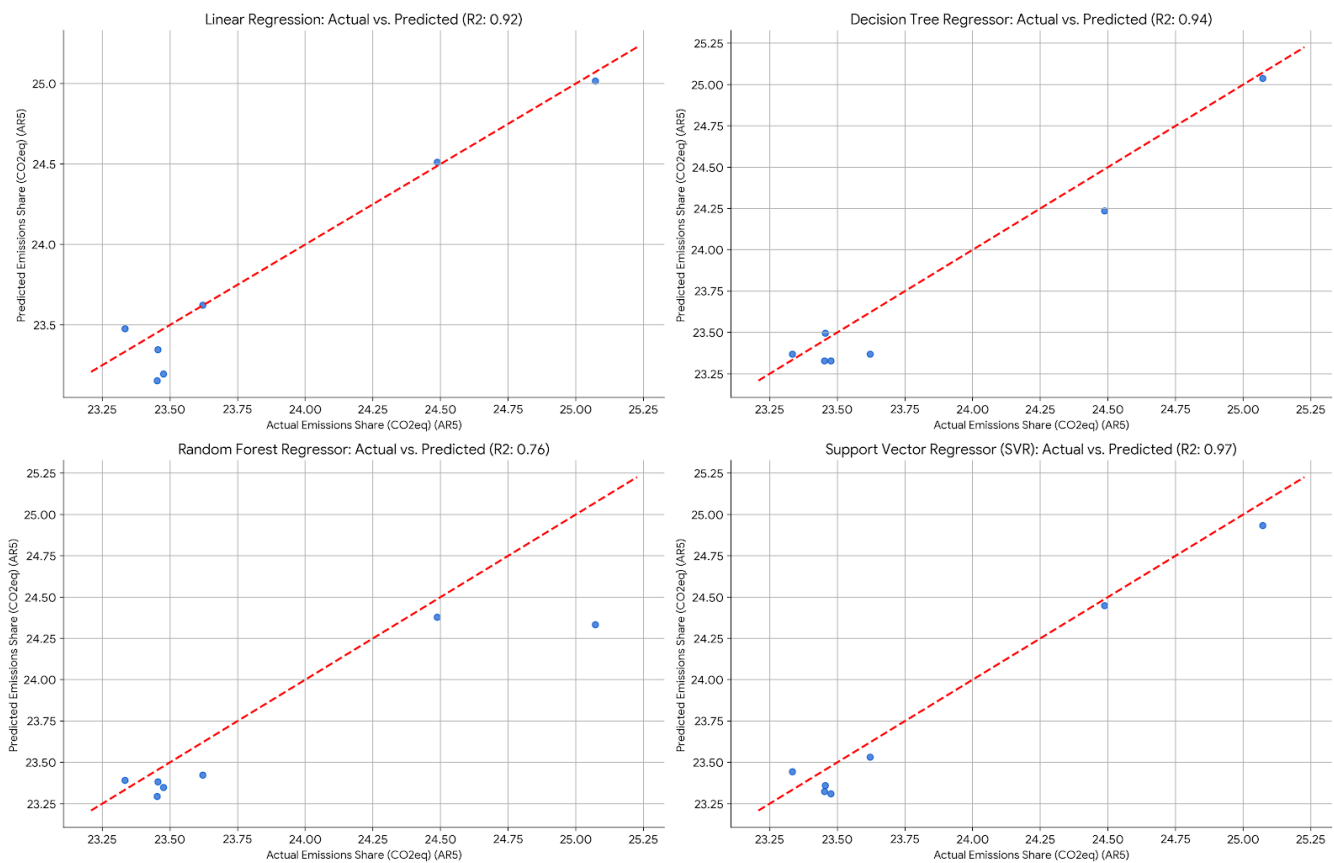 Linear Regression: Actual vs. Predicted (R2: 0.92)
Predicted Emissions Share (CO2eq) (AR5)
25.0
24.5
24.0
23.5
23.25 23.50 23.75 24.00 24.25 24.50 24.75 25.00 25.25
Actual Emissions Share (CO2eq) (AR5)
Decision Tree Regressor: Actual vs. Predicted (R2: 0.94)
Predicted Emissions Share (CO2eq) (AR5)
25.25
25.00
24.75
24.50
24.25
24.00
23.75
23.50
23.25
23.25 23.50 23.75 24.00 24.25 24.50 24.75 25.00 25.25
Actual Emissions Share (CO2eq) (AR5)
Random Forest Regressor: Actual vs. Predicted (R2: 0.76)
Predicted Emissions Share (CO2eq) (AR5)
25.25
25.00
24.75
24.50
24.25
24.00
23.75
23.50
23.25
23.25 23.50 23.75 24.00 24.25 24.50 24.75 25.00 25.25
Actual Emissions Share (CO2eq) (AR5)
Support Vector Regressor (SVR): Actual vs. Predicted (R2: 0.97)
Predicted Emissions Share (CO2eq) (AR5)
25.25
25.00
24.75
24.50
24.25
24.00
23.75
23.50
23.25
23.25 23.50 23.75 24.00 24.25 24.50 24.75 25.00 25.25
Actual Emissions Share (CO2eq) (AR5)